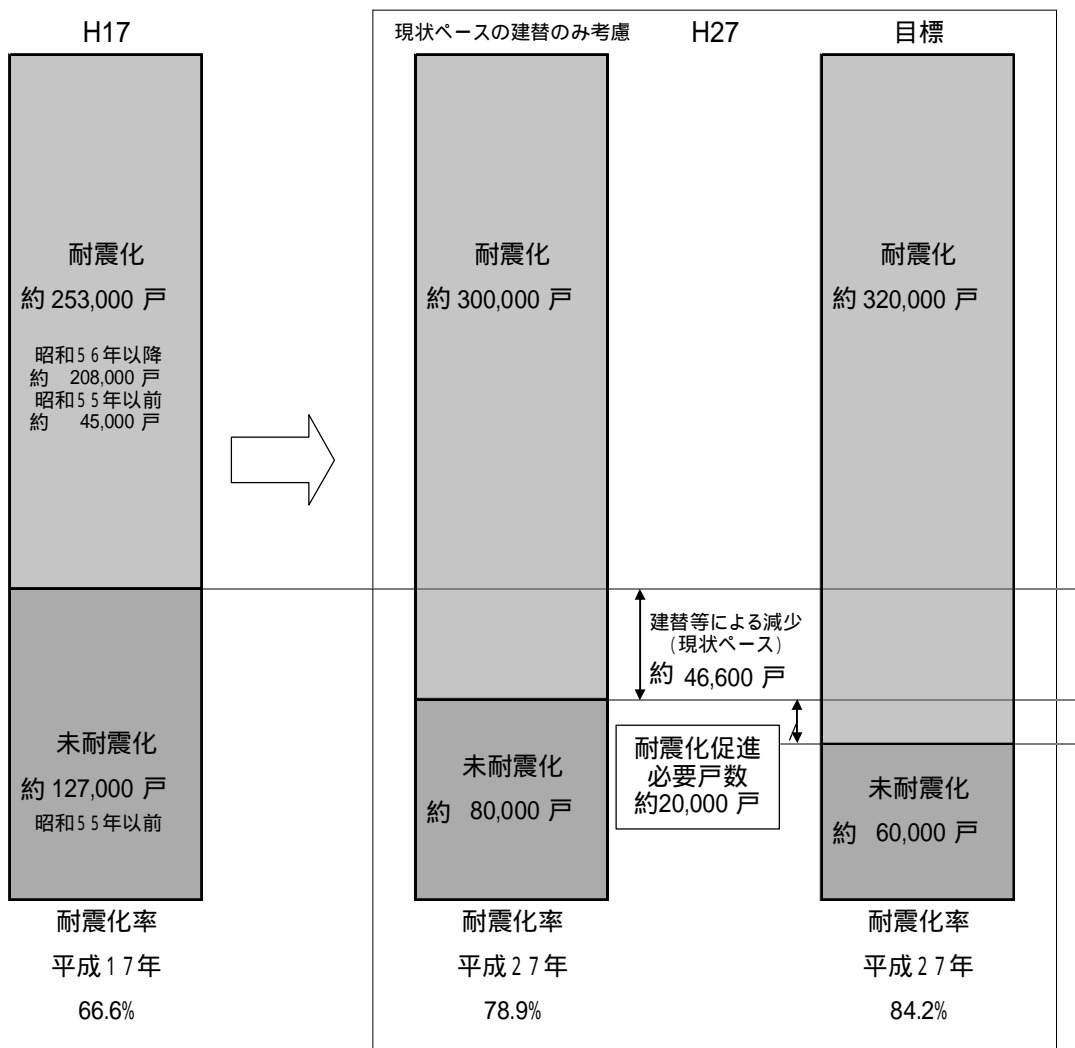 H17
現状ペースの建替のみ考慮 H27 目標
耐震化
約 253,000 戸
昭和56年以降
約 208,000 戸
昭和55年以前
約 45,000 戸
耐震化
約 300,000 戸
耐震化
約 320,000 戸
建替等による減少
(現状ペース)
約 46,600 戸
未耐震化
約 127,000 戸
昭和55年以前
未耐震化
約 80,000 戸
耐震化促進
必要戸数
約20,000 戸
未耐震化
約 60,000 戸
耐震化率
平成17年
66.6%
耐震化率
平成27年
78.9%
耐震化率
平成27年
84.2%